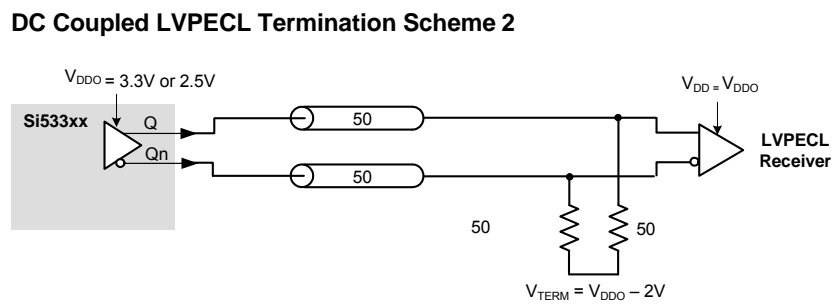 DC Coupled LVPECL Termination Scheme 2
VDDO = 3.3V or 2.5V
VDD = VDDO
Si533xx
Q
50
LVPECL
Receiver
Qn
50
50
50
VTERM = VDDO – 2V